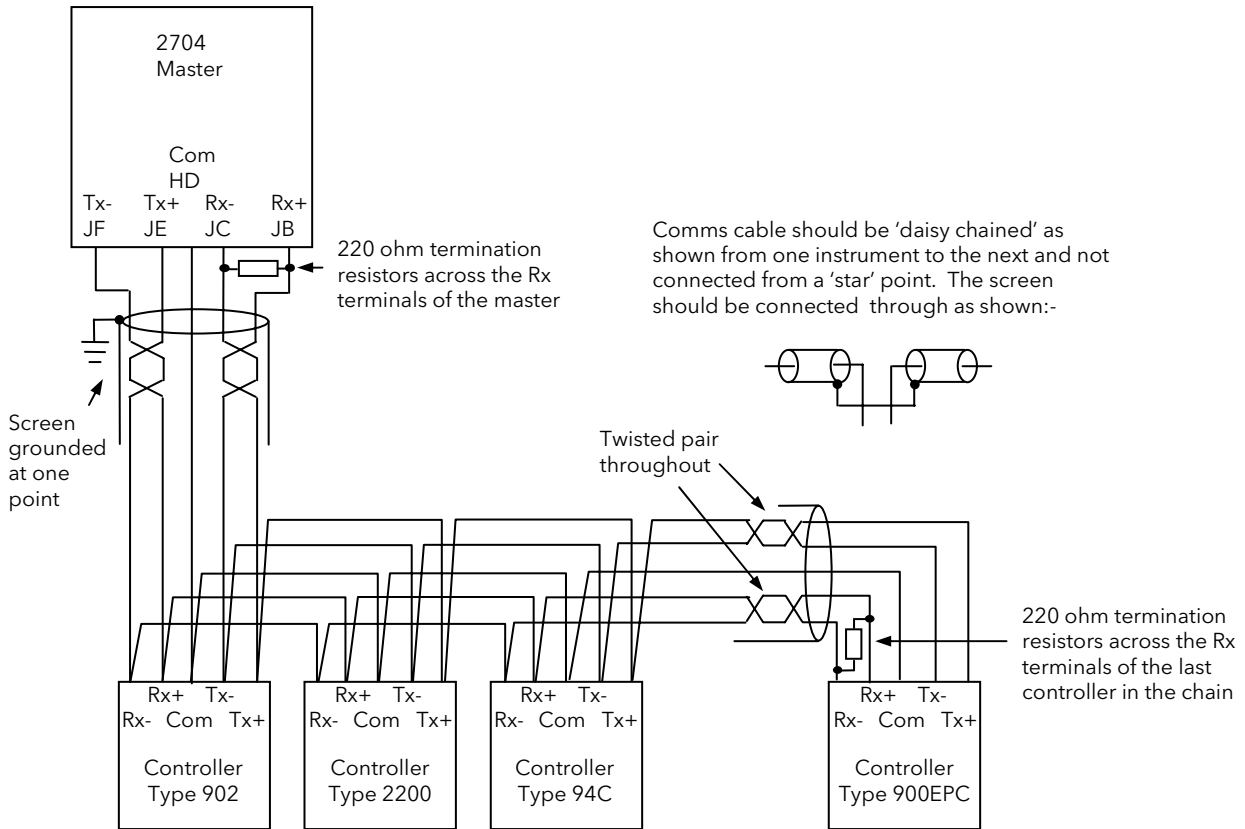 2704
Master
Com
HD
Tx- Tx+ Rx- Rx+
JF JE JC JB
220 ohm termination
resistors across the Rx
terminals of the master
Comms cable should be ‘daisy chained’ as
shown from one instrument to the next and not
connected from a ‘star’ point. The screen
should be connected through as shown:-
Screen
grounded
at one
point
Twisted pair
throughout
220 ohm termination
resistors across the Rx
terminals of the last
controller in the chain
Rx+ Tx-
Rx- Com Tx+
Controller
Type 902
Rx+ Tx-
Rx- Com Tx+
Controller
Type 2200
Rx+ Tx-
Rx- Com Tx+
Controller
Type 94C
Rx+ Tx-
Rx- Com Tx+
Controller
Type 900EPC